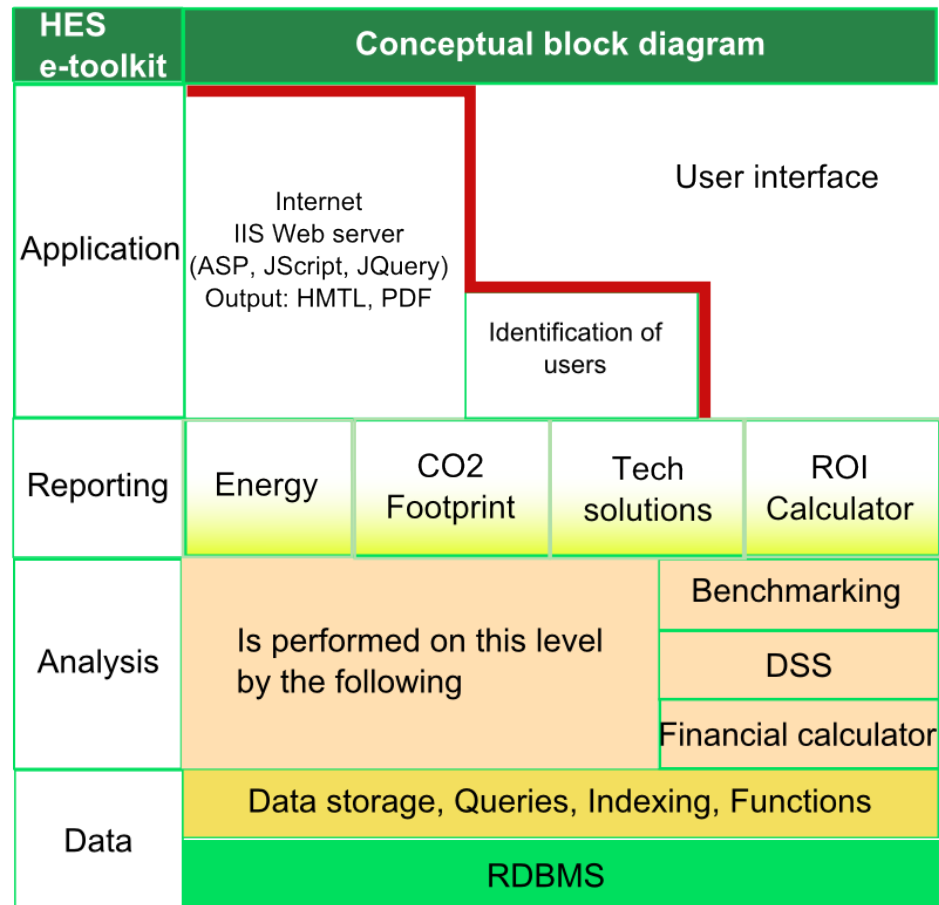 HES
e-toolkit
Conceptual block diagram
Application
Internet
IIS Web server
(ASP, JScript, JQuery)
Output: HMTL, PDF
User interface
Identification of
users
Reporting
Energy
CO2
Footprint
Tech
solutions
ROI
Calculator
Analysis
Is performed on this level
by the following
Benchmarking
DSS
Financial calculator
Data
Data storage, Queries, Indexing, Functions
RDBMS